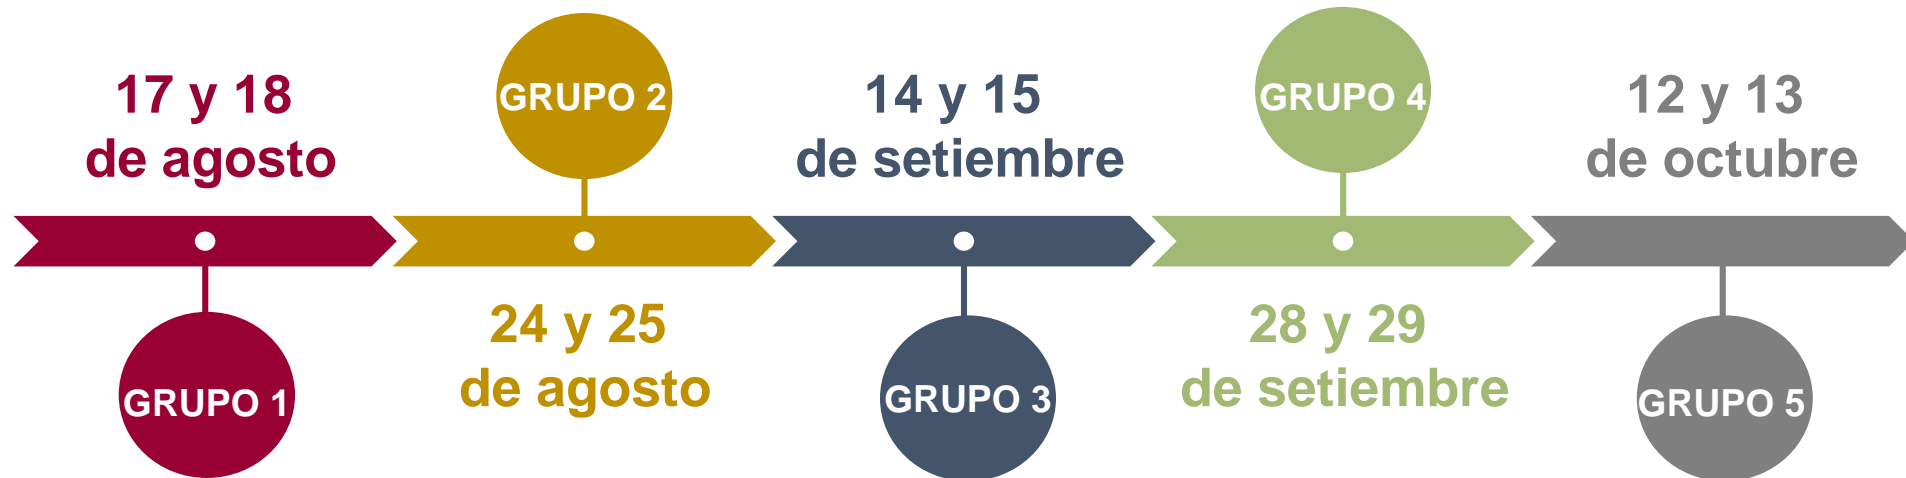 17 y 18
de agosto
GRUPO 1
GRUPO 2
24 y 25
de agosto
14 y 15
de setiembre
GRUPO 3
GRUPO 4
28 y 29
de setiembre
12 y 13
de octubre
GRUPO 5